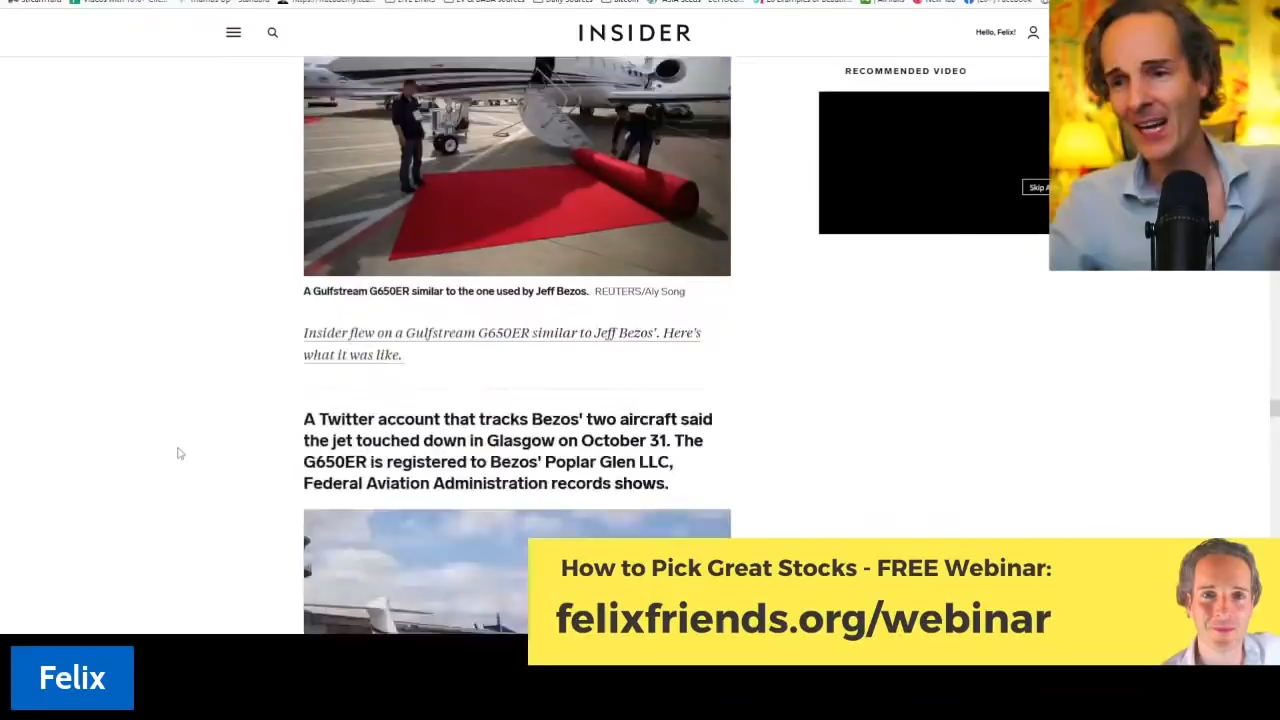 INSIDER
Hello, Felix!
RECOMMENDED VIDEO
Skip A
A Gulfstream G650ER similar to the one used by Jeff Bezos. REUTERS/Aly Song
Insider flew on a Gulfstream G650ER similar to Jeff Bezos'. Here's
what it was like.
A Twitter account that tracks Bezos' two aircraft said
the jet touched down in Glasgow on October 31. The
G650ER is registered to Bezos' Poplar Glen LLC,
Federal Aviation Administration records shows.
How to Pick Great Stocks - FREE Webinar:
felixfriends.org/webinar
Felix